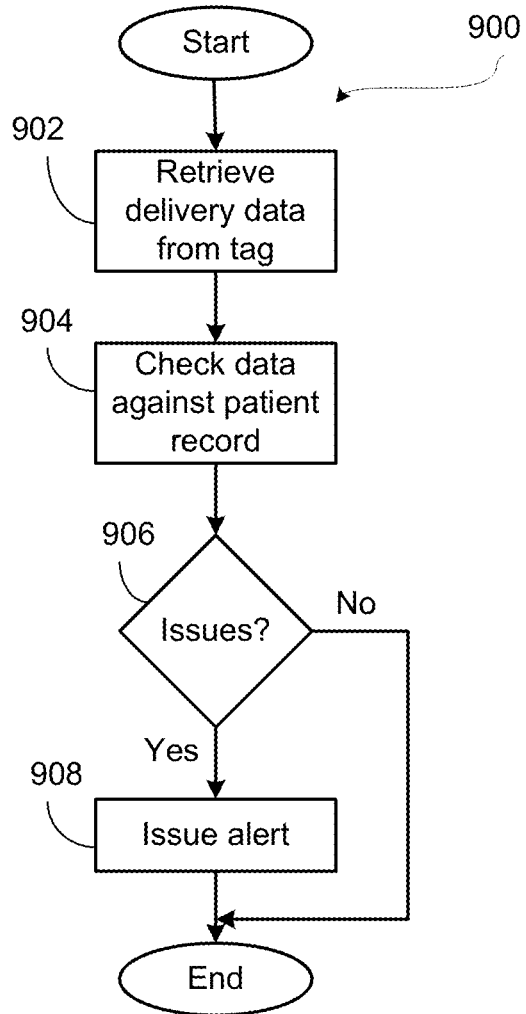 Start
900
902
Retrieve
delivery data
from tag
904
Check data
against patient
record
906
Issues?
No
Yes
908
Issue alert
End